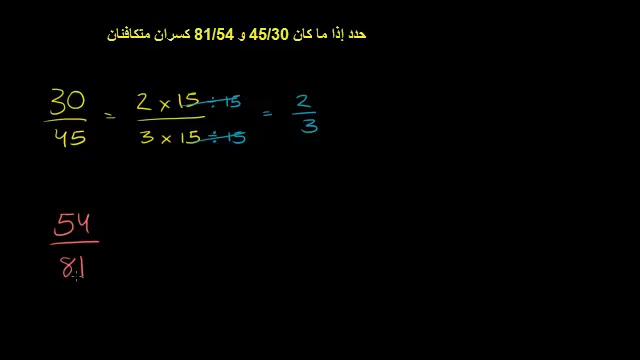 حدد إذا ما كان 45/30 و 81/54 كسران متكافئان
30/45 = 2 × 15 ÷ 15 / 3 × 15 ÷ 15 = 2/3
54/81